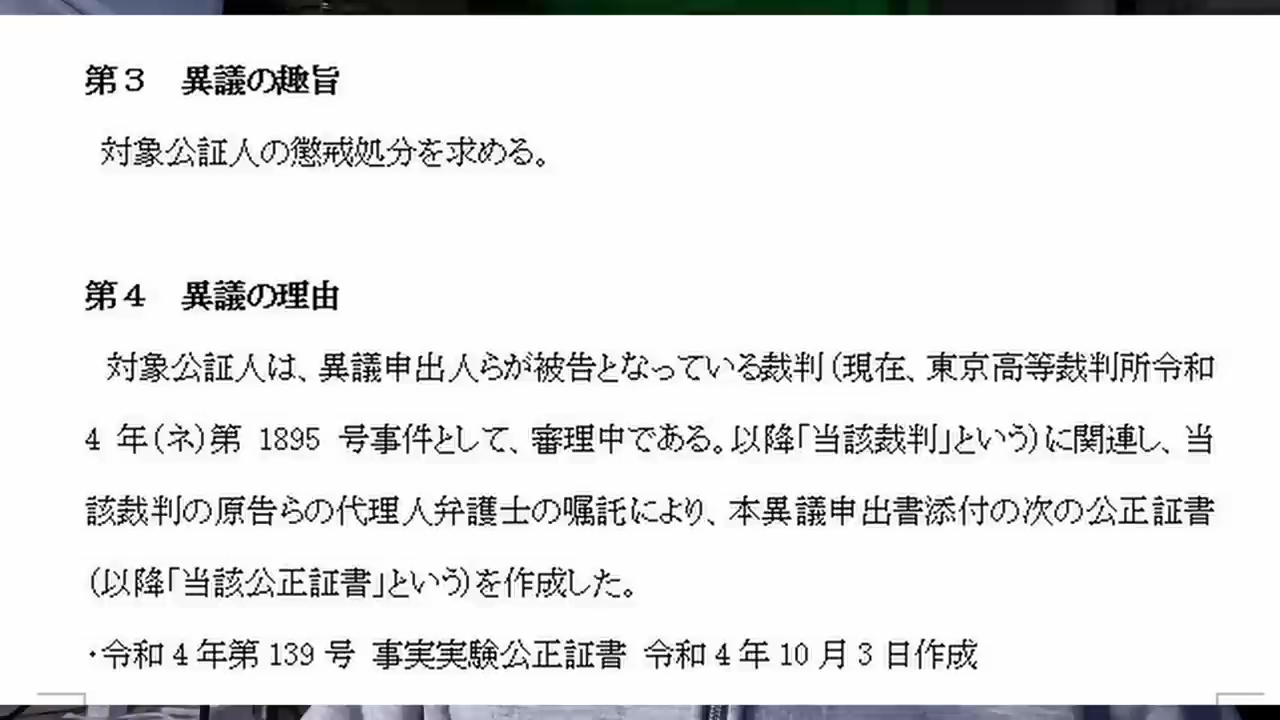 第３　異議の趣旨
対象公証人の懲戒処分を求める。
第４　異議の理由
対象公証人は、異議申出人らが被告となっている裁判（現在、東京高等裁判所令和
4 年（ネ）第 1895 号事件として、審理中である。以降「当該裁判」という）に関連し、当
該裁判の原告らの代理人弁護士の嘱託により、本異議申出書添付の次の公正証書
（以降「当該公正証書」という）を作成した。
・令和 4 年第 139 号 事実実験公正証書 令和 4 年 10 月 3 日作成